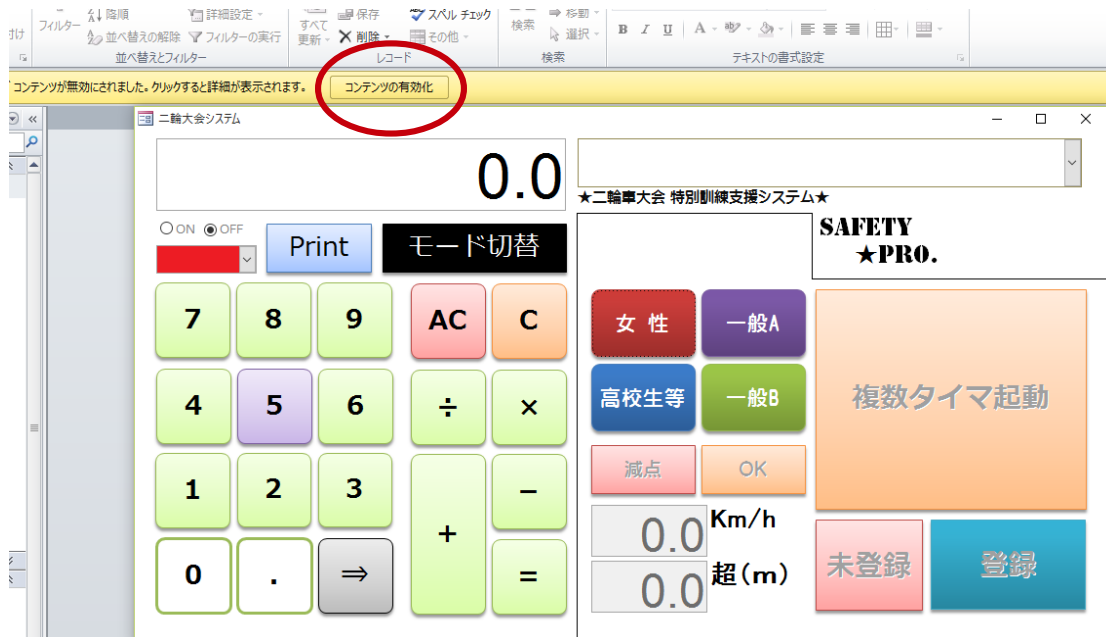 降順
詳細設定
フィルター
並べ替えの解除
フィルターの実行
並べ替えとフィルター
すべて
更新
保存
削除
スペル チェック
その他
レコード
検索
移動
選択
検索
B I U A
テキストの書式設定
コンテンツが無効にされました。クリックすると詳細が表示されます。
コンテンツの有効化
二輪大会システム
0.0
★二輪車大会 特別訓練支援システム★
ON OFF
Print
モード切替
SAFETY
★PRO.
7 8 9 AC C
4 5 6 ÷ ×
1 2 3 + −
0 . ⇒ =
女 性
一般A
高校生等
一般B
複数タイマ起動
減点
OK
0.0 Km/h
0.0 超(m)
未登録
登録